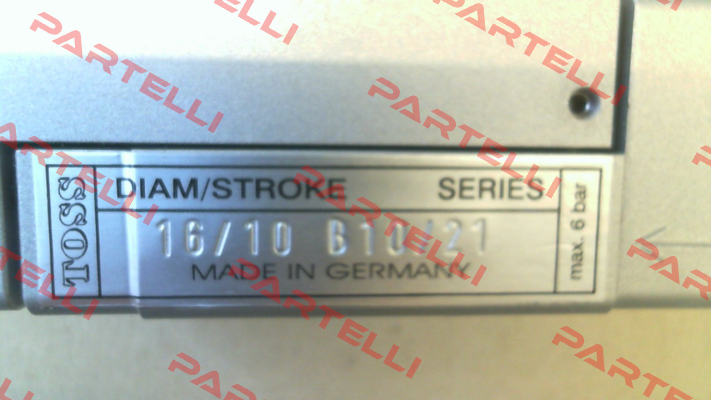 TOSS
DIAM/STROKE SERIES
16/10 B10J21
MADE IN GERMANY
max. 6 bar
PARTELLI
PARTELLI
PARTELLI
PARTELLI
PARTELLI
PARTELLI
PARTELLI
PARTELLI